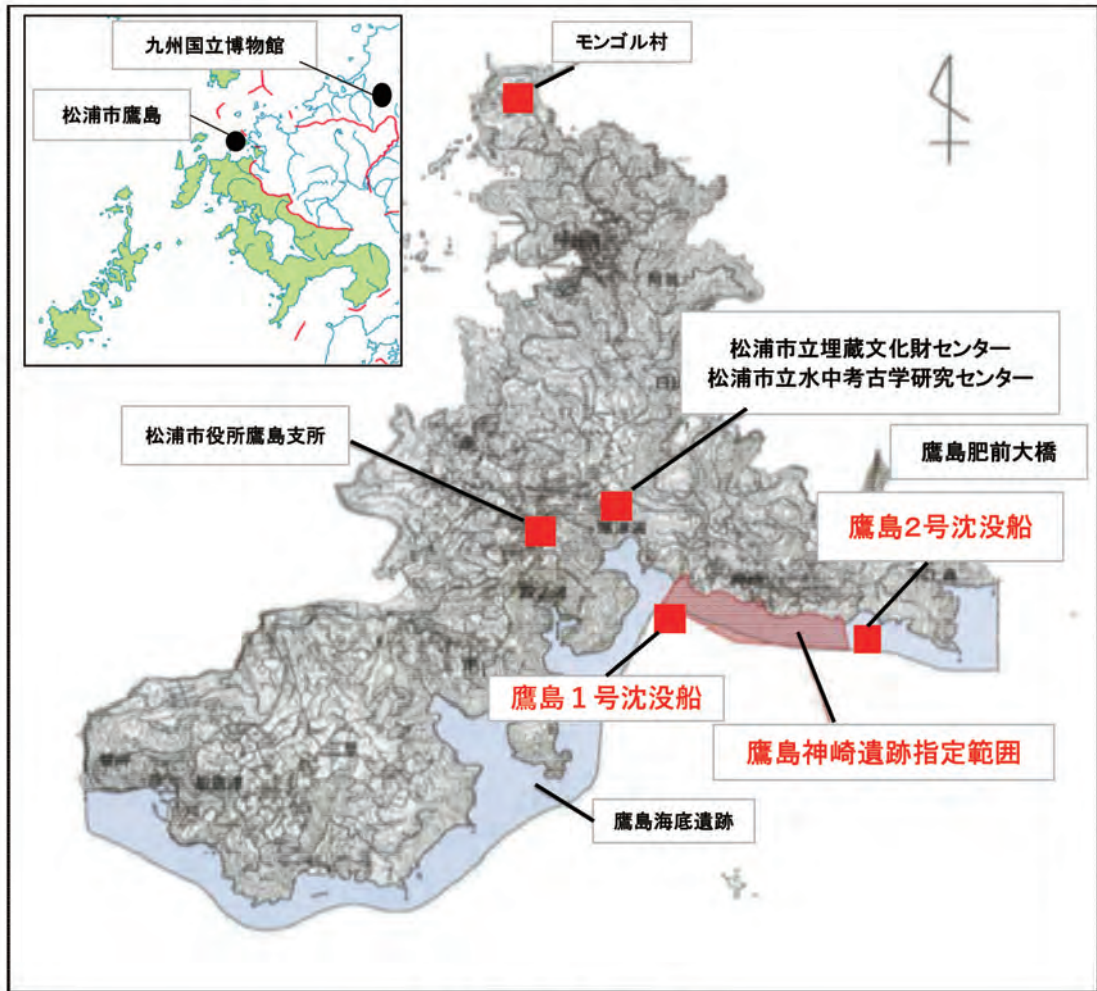 九州国立博物館
モンゴル村
松浦市鷹島
松浦市立埋蔵文化財センター
松浦市立水中考古学研究センター
松浦市役所鷹島支所
鷹島肥前大橋
鷹島2号沈没船
鷹島1号沈没船
鷹島神崎遺跡指定範囲
鷹島海底遺跡